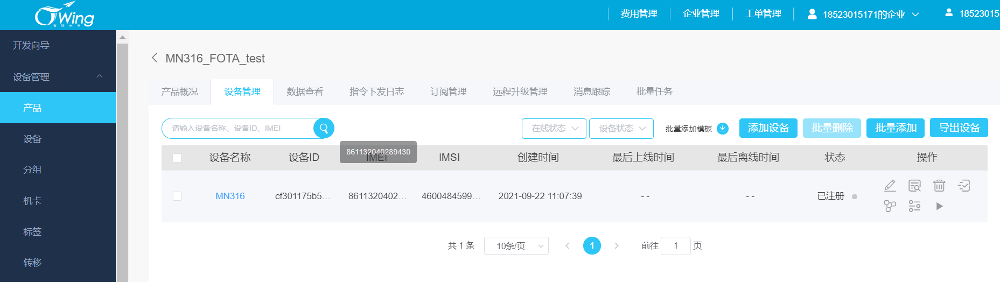 Wing
智联未来
费用管理 企业管理 工单管理 18523015171的企业 18523015
开发向导
设备管理
产品
设备
分组
机卡
标签
转移
MN316_FOTA_test
产品概况 设备管理 数据查看 指令下发日志 订阅管理 远程升级管理 消息跟踪 批量任务
请输入设备名称、设备ID、IMEI 在线状态 设备状态 批量添加模板 添加设备 批量删除 批量添加 导出设备
861132040289430
设备名称 设备ID IMEI IMSI 创建时间 最后上线时间 最后离线时间 状态 操作
MN316 cf301175b5... 8611320402... 4600484599... 2021-09-22 11:07:39 - - - - 已注册
共 1 条 10条/页 1 前往 1 页